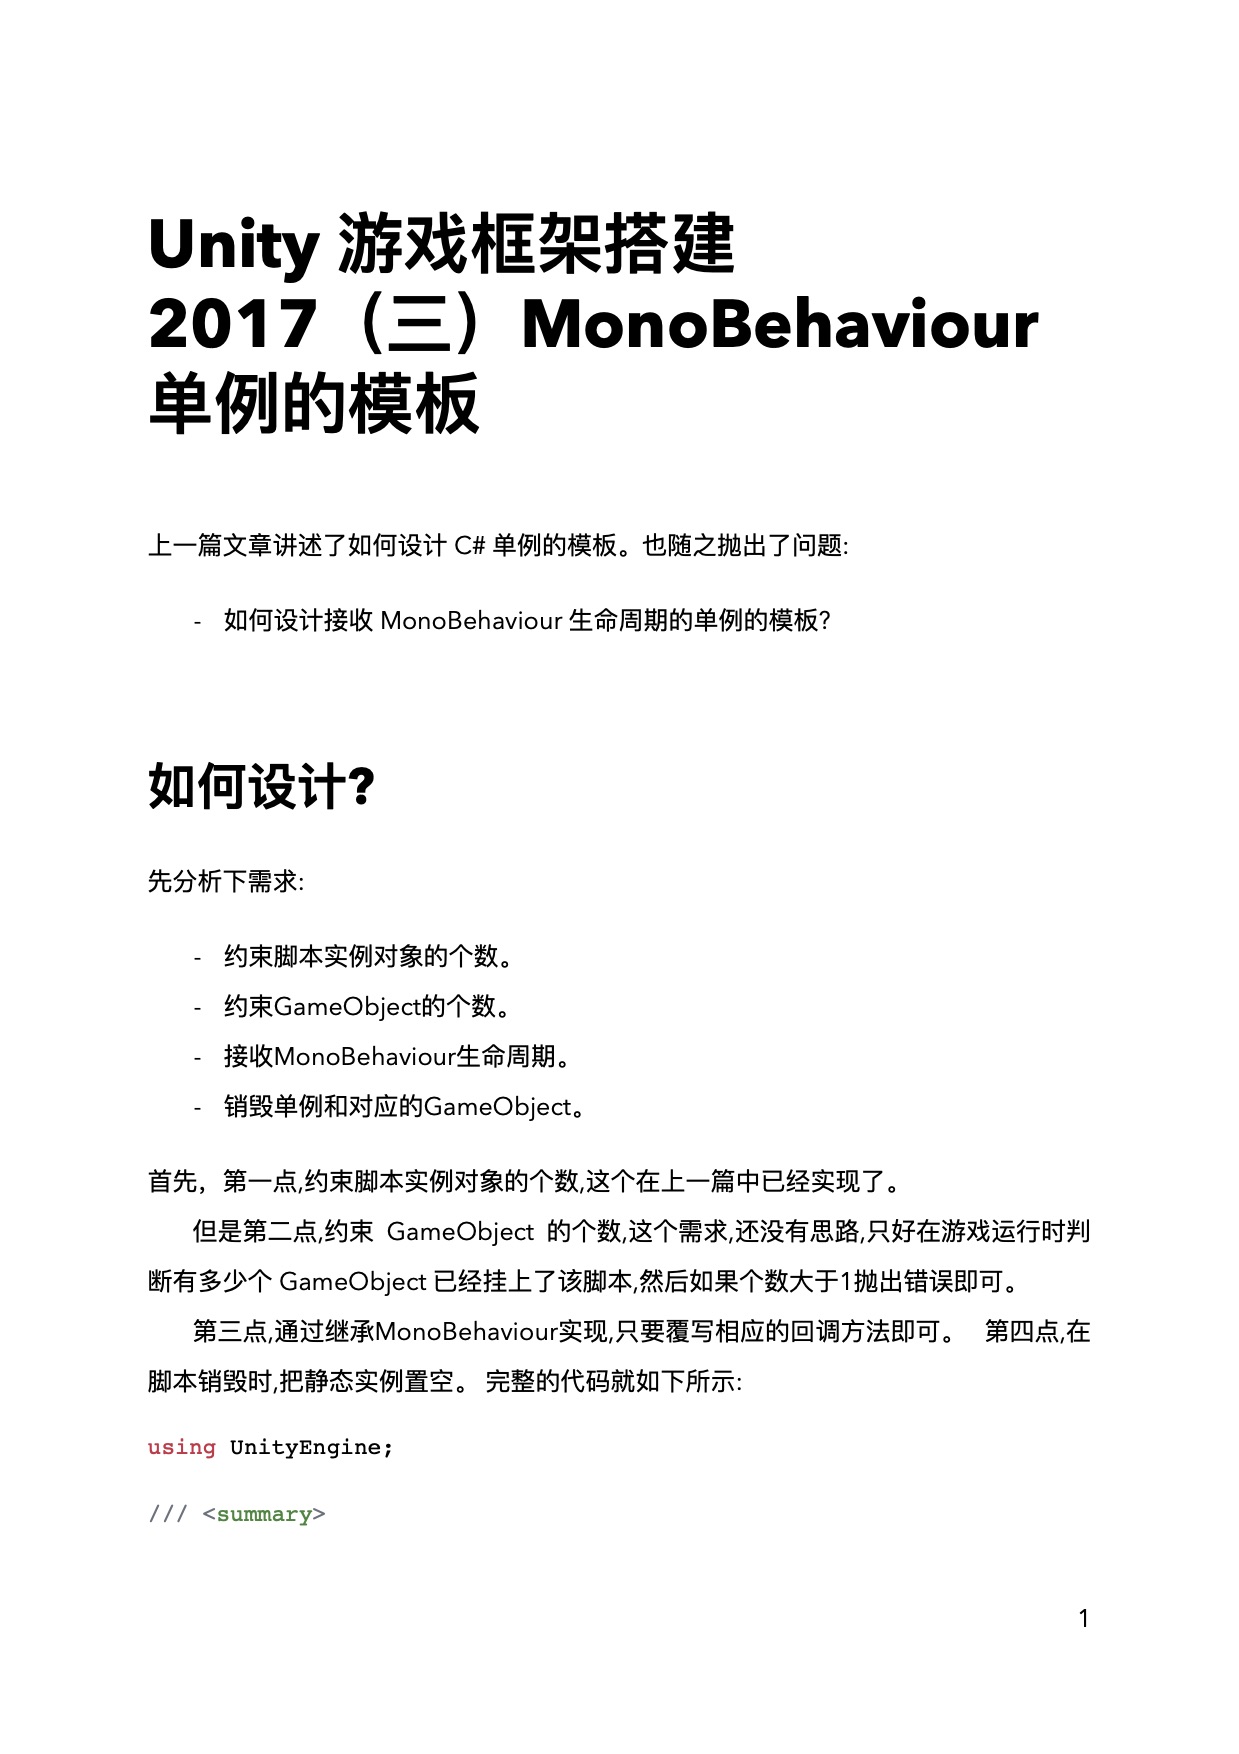 Unity 游戏框架搭建
2017（三）MonoBehaviour
单例的模板
上一篇文章讲述了如何设计 C# 单例的模板。也随之抛出了问题:
- 如何设计接收 MonoBehaviour 生命周期的单例的模板?
如何设计?
先分析下需求:
- 约束脚本实例对象的个数。
- 约束GameObject的个数。
- 接收MonoBehaviour生命周期。
- 销毁单例和对应的GameObject。
首先，第一点,约束脚本实例对象的个数,这个在上一篇中已经实现了。
但是第二点,约束 GameObject 的个数,这个需求,还没有思路,只好在游戏运行时判
断有多少个 GameObject 已经挂上了该脚本,然后如果个数大于1抛出错误即可。
第三点,通过继承MonoBehaviour实现,只要覆写相应的回调方法即可。 第四点,在
脚本销毁时,把静态实例置空。 完整的代码就如下所示:
using UnityEngine;
/// <summary>
1